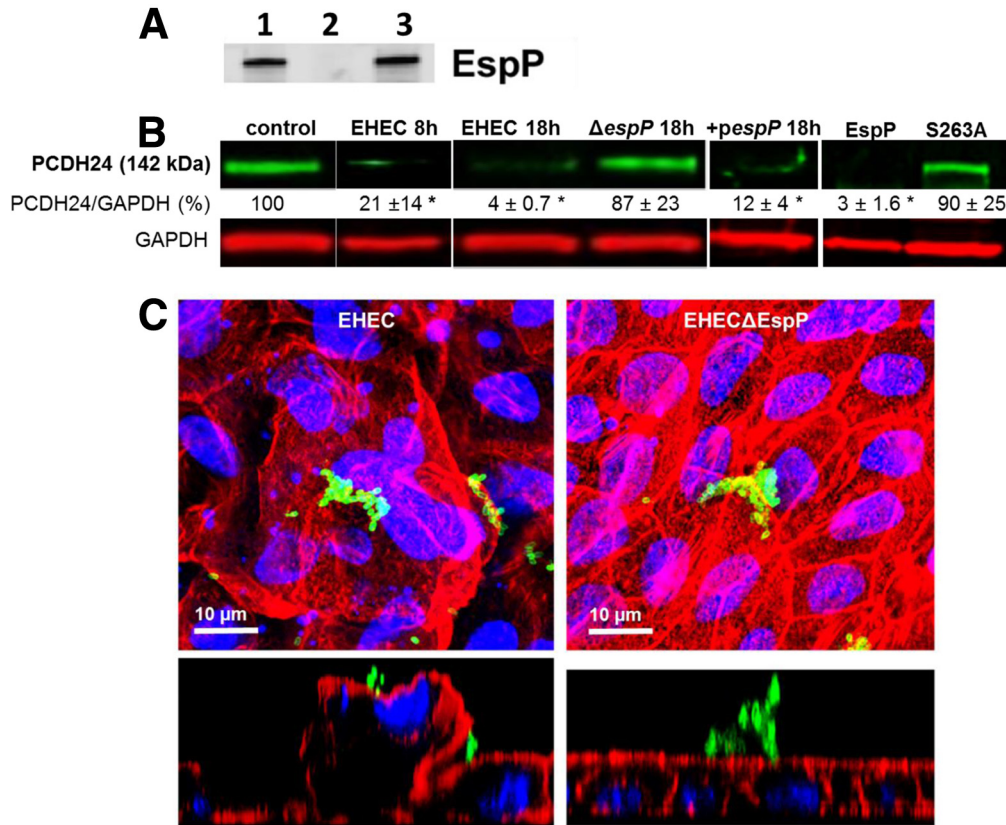 A
1 2 3
EspP
B
control EHEC 8h EHEC 18h ΔespP 18h +pespP 18h EspP S263A
PCDH24 (142 kDa)
PCDH24/GAPDH (%) 100 21 ±14 * 4 ± 0.7 * 87 ± 23 12 ± 4 * 3 ± 1.6 * 90 ± 25
GAPDH
C
EHEC EHECΔEspP
10 µm 10 µm